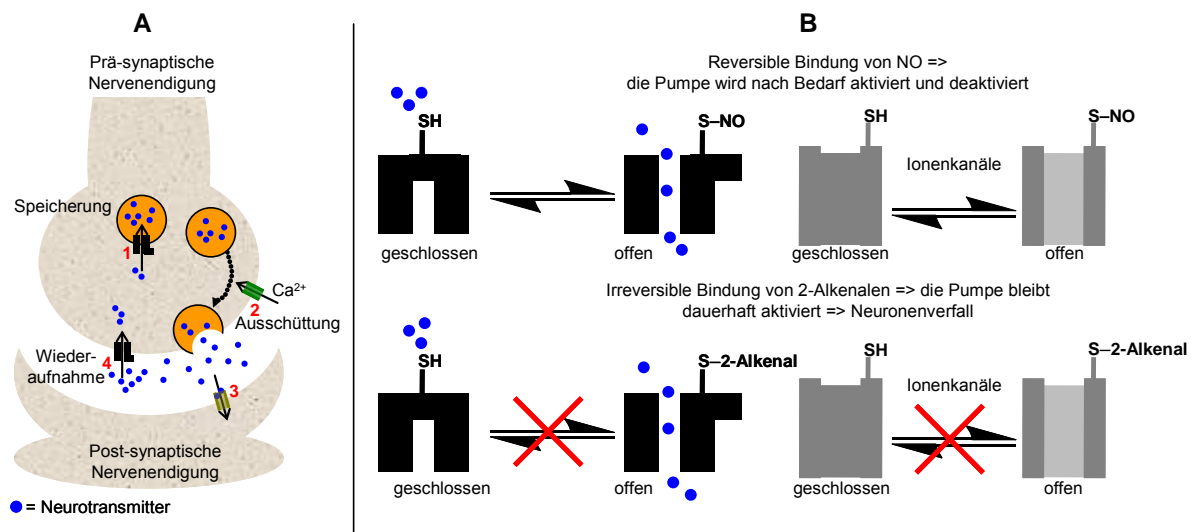 A
Prä-synaptische
Nervenendigung
Speicherung
1
Ca²⁺
2
Ausschüttung
Wieder-
aufnahme
4
3
Post-synaptische
Nervenendigung
= Neurotransmitter
B
Reversible Bindung von NO =>
die Pumpe wird nach Bedarf aktiviert und deaktiviert
SH
S–NO
SH
S–NO
Ionenkanäle
geschlossen
offen
geschlossen
offen
Irreversible Bindung von 2-Alkenalen => die Pumpe bleibt
dauerhaft aktiviert => Neuronenverfall
SH
S–2-Alkenal
SH
S–2-Alkenal
Ionenkanäle
geschlossen
offen
geschlossen
offen